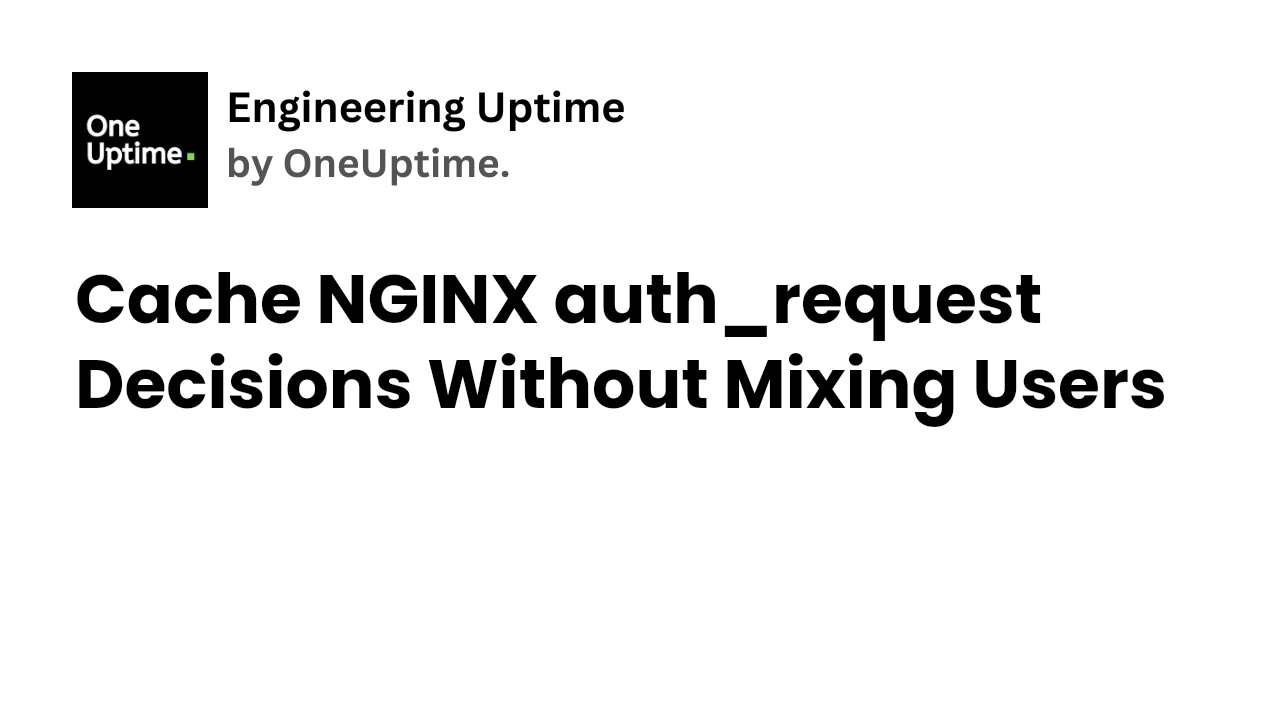 One
Uptime.
Engineering Uptime
by OneUptime.
Cache NGINX auth_request
Decisions Without Mixing Users